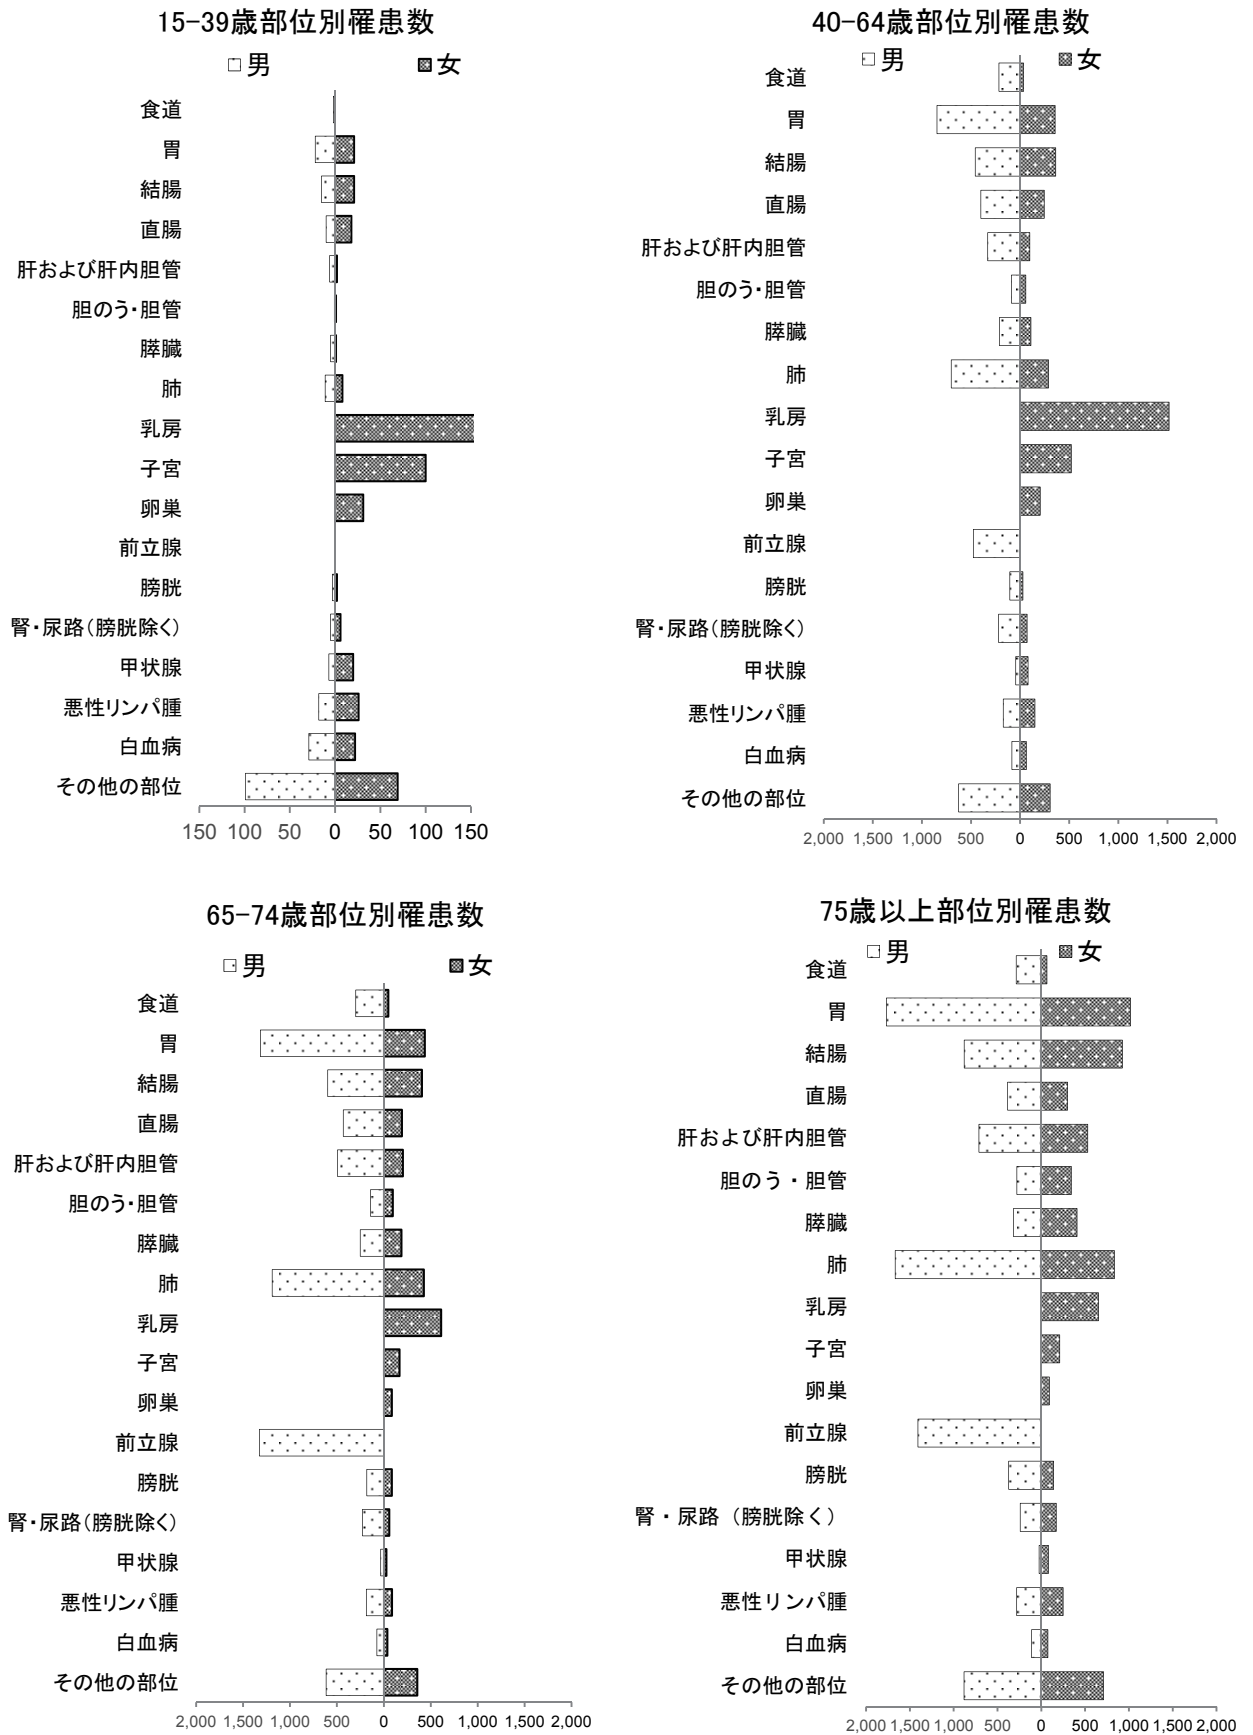 15-39歳部位別罹患数
男 女
食道
胃
結腸
直腸
肝および肝内胆管
胆のう・胆管
膵臓
肺
乳房
子宮
卵巣
前立腺
膀胱
腎・尿路(膀胱除く)
甲状腺
悪性リンパ腫
白血病
その他の部位
150 100 50 0 50 100 150
40-64歳部位別罹患数
男 女
食道
胃
結腸
直腸
肝および肝内胆管
胆のう・胆管
膵臓
肺
乳房
子宮
卵巣
前立腺
膀胱
腎・尿路(膀胱除く)
甲状腺
悪性リンパ腫
白血病
その他の部位
2,000 1,500 1,000 500 0 500 1,000 1,500 2,000
65-74歳部位別罹患数
男 女
食道
胃
結腸
直腸
肝および肝内胆管
胆のう・胆管
膵臓
肺
乳房
子宮
卵巣
前立腺
膀胱
腎・尿路(膀胱除く)
甲状腺
悪性リンパ腫
白血病
その他の部位
2,000 1,500 1,000 500 0 500 1,000 1,500 2,000
75歳以上部位別罹患数
男 女
食道
胃
結腸
直腸
肝および肝内胆管
胆のう・胆管
膵臓
肺
乳房
子宮
卵巣
前立腺
膀胱
腎・尿路(膀胱除く)
甲状腺
悪性リンパ腫
白血病
その他の部位
2,000 1,500 1,000 500 0 500 1,000 1,500 2,000